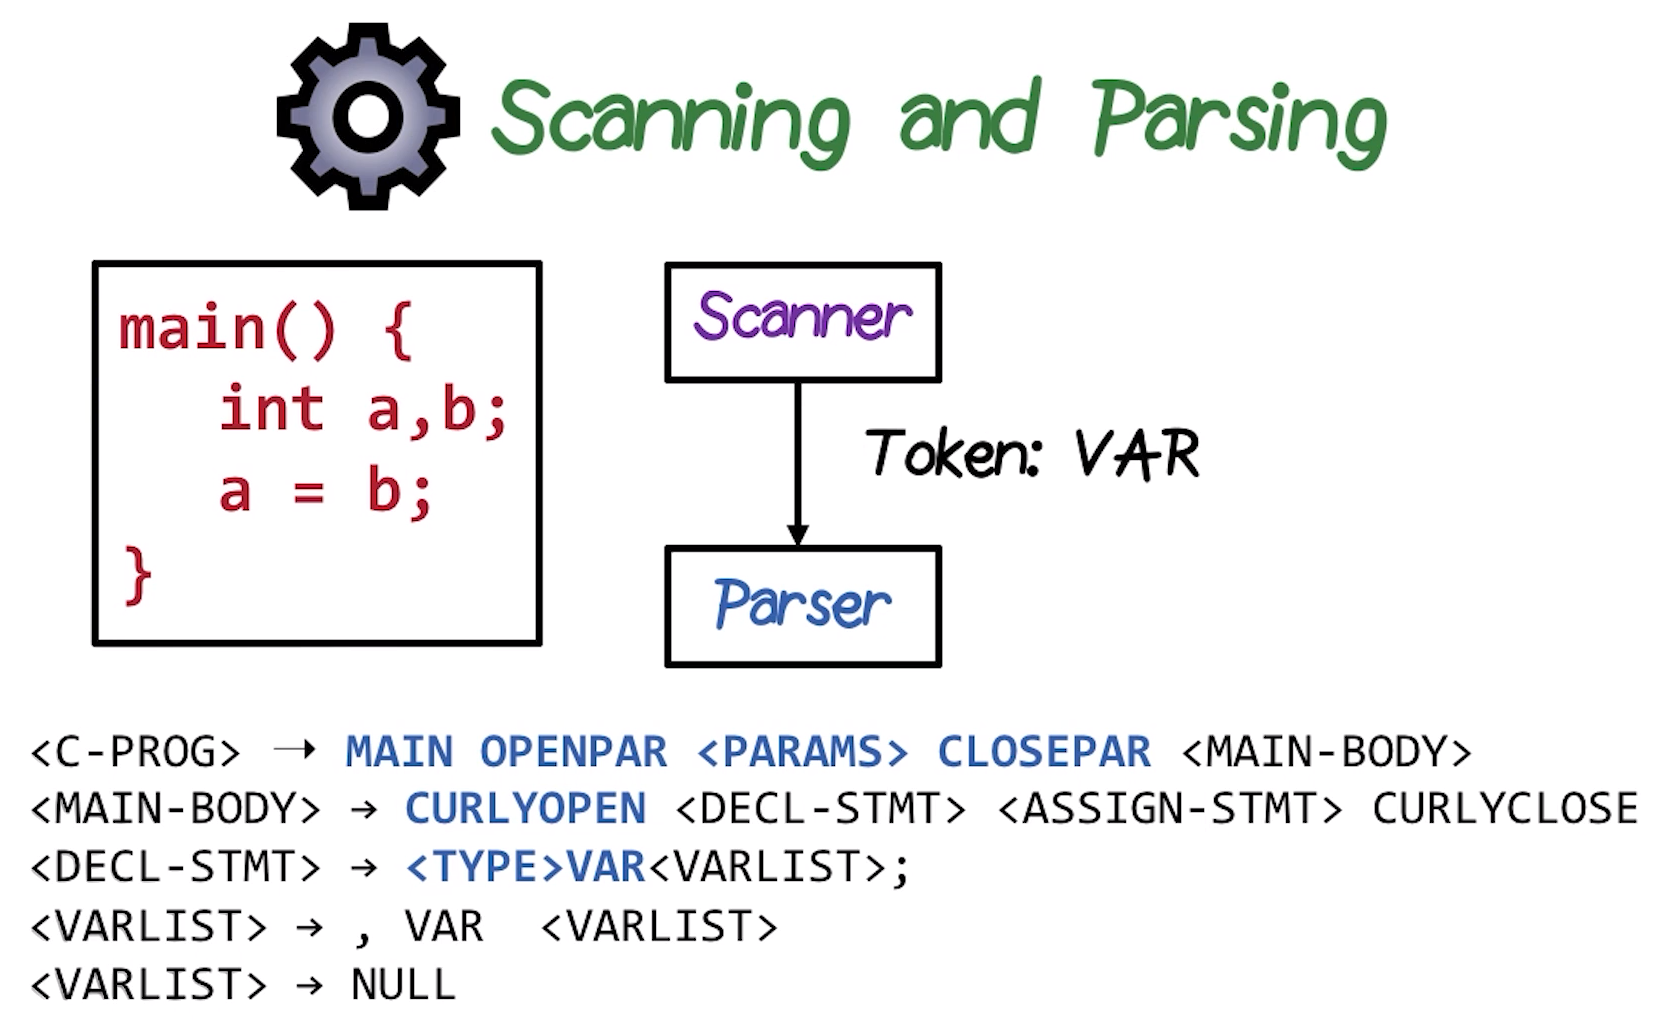 Scanning and Parsing
main() {
int a,b;
a = b;
}
Scanner
Token: VAR
Parser
<C-PROG> → MAIN OPENPAR <PARAMS> CLOSEPAR <MAIN-BODY>
<MAIN-BODY> → CURLYOPEN <DECL-STMT> <ASSIGN-STMT> CURLYCLOSE
<DECL-STMT> → <TYPE>VAR<VARLIST>;
<VARLIST> → , VAR <VARLIST>
<VARLIST> → NULL